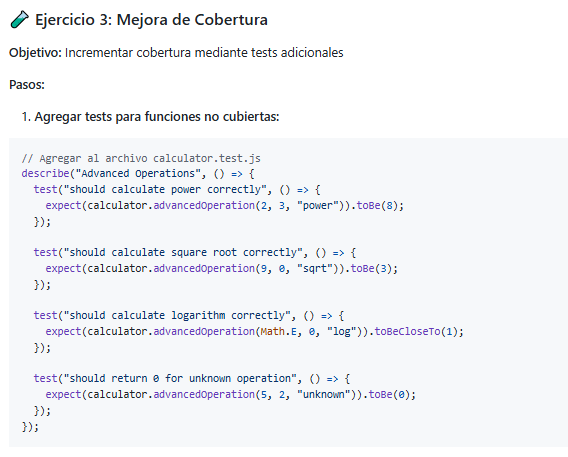 🧪 Ejercicio 3: Mejora de Cobertura
Objetivo: Incrementar cobertura mediante tests adicionales
Pasos:
1. Agregar tests para funciones no cubiertas:
// Agregar al archivo calculator.test.js
describe("Advanced Operations", () => {
  test("should calculate power correctly", () => {
    expect(calculator.advancedOperation(2, 3, "power")).toBe(8);
  });

  test("should calculate square root correctly", () => {
    expect(calculator.advancedOperation(9, 0, "sqrt")).toBe(3);
  });

  test("should calculate logarithm correctly", () => {
    expect(calculator.advancedOperation(Math.E, 0, "log")).toBeCloseTo(1);
  });

  test("should return 0 for unknown operation", () => {
    expect(calculator.advancedOperation(5, 2, "unknown")).toBe(0);
  });
});